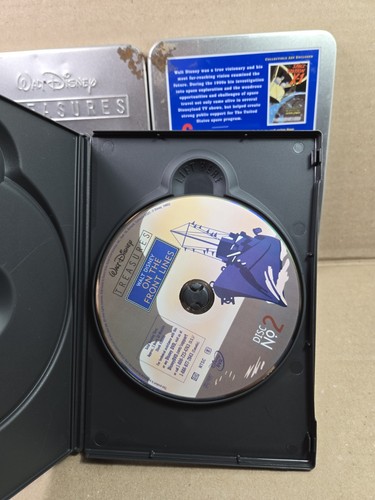 WALT DISNEY
TREASURES
COLLECTIBLE ART ENCLOSED
Walt Disney was a true visionary and his
most far-reaching vision examined the
future. During the 1950s his investigation
into space exploration and the wondrous
opportunities and challenges of space
travel not only came alive in several
Disneyland TV shows, but helped create
strong public support for The United
States space program.
WALT DISNEY
TREASURES
WALT DISNEY
ON THE
FRONT LINES
DISC
No. 2